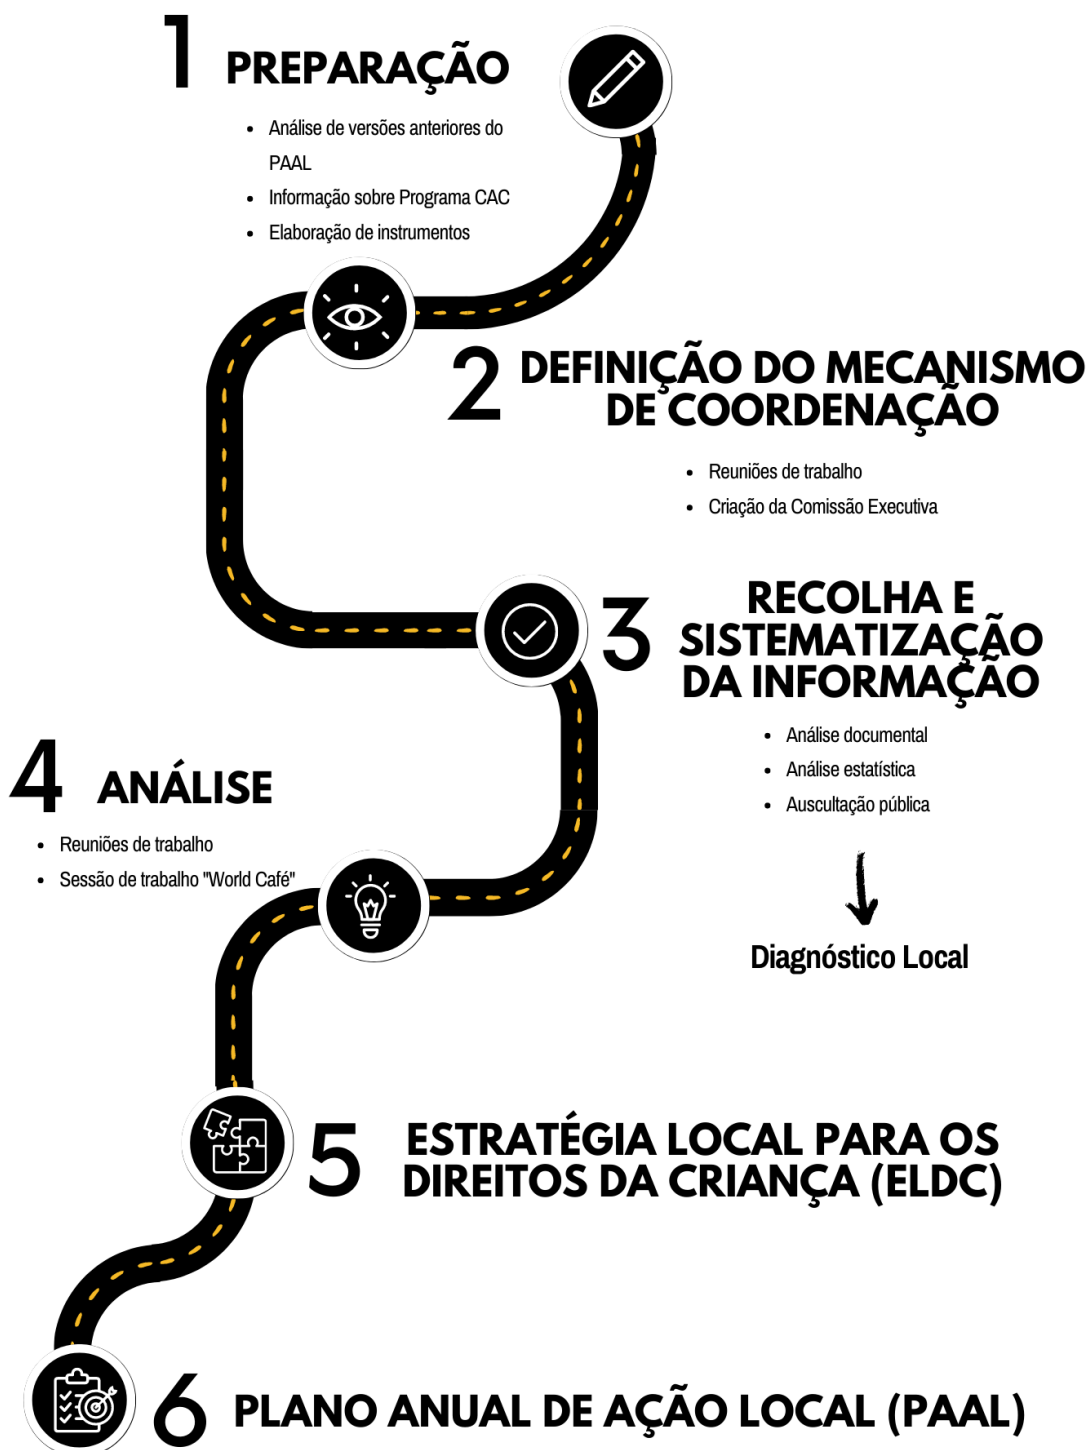 1 PREPARAÇÃO
• Análise de versões anteriores do
PAAL
• Informação sobre Programa CAC
• Elaboração de instrumentos
2 DEFINIÇÃO DO MECANISMO
DE COORDENAÇÃO
• Reuniões de trabalho
• Criação da Comissão Executiva
3 RECOLHA E
SISTEMATIZAÇÃO
DA INFORMAÇÃO
• Análise documental
• Análise estatística
• Auscultação pública
Diagnóstico Local
4 ANÁLISE
• Reuniões de trabalho
• Sessão de trabalho "World Café"
5 ESTRATÉGIA LOCAL PARA OS
DIREITOS DA CRIANÇA (ELDC)
6 PLANO ANUAL DE AÇÃO LOCAL (PAAL)